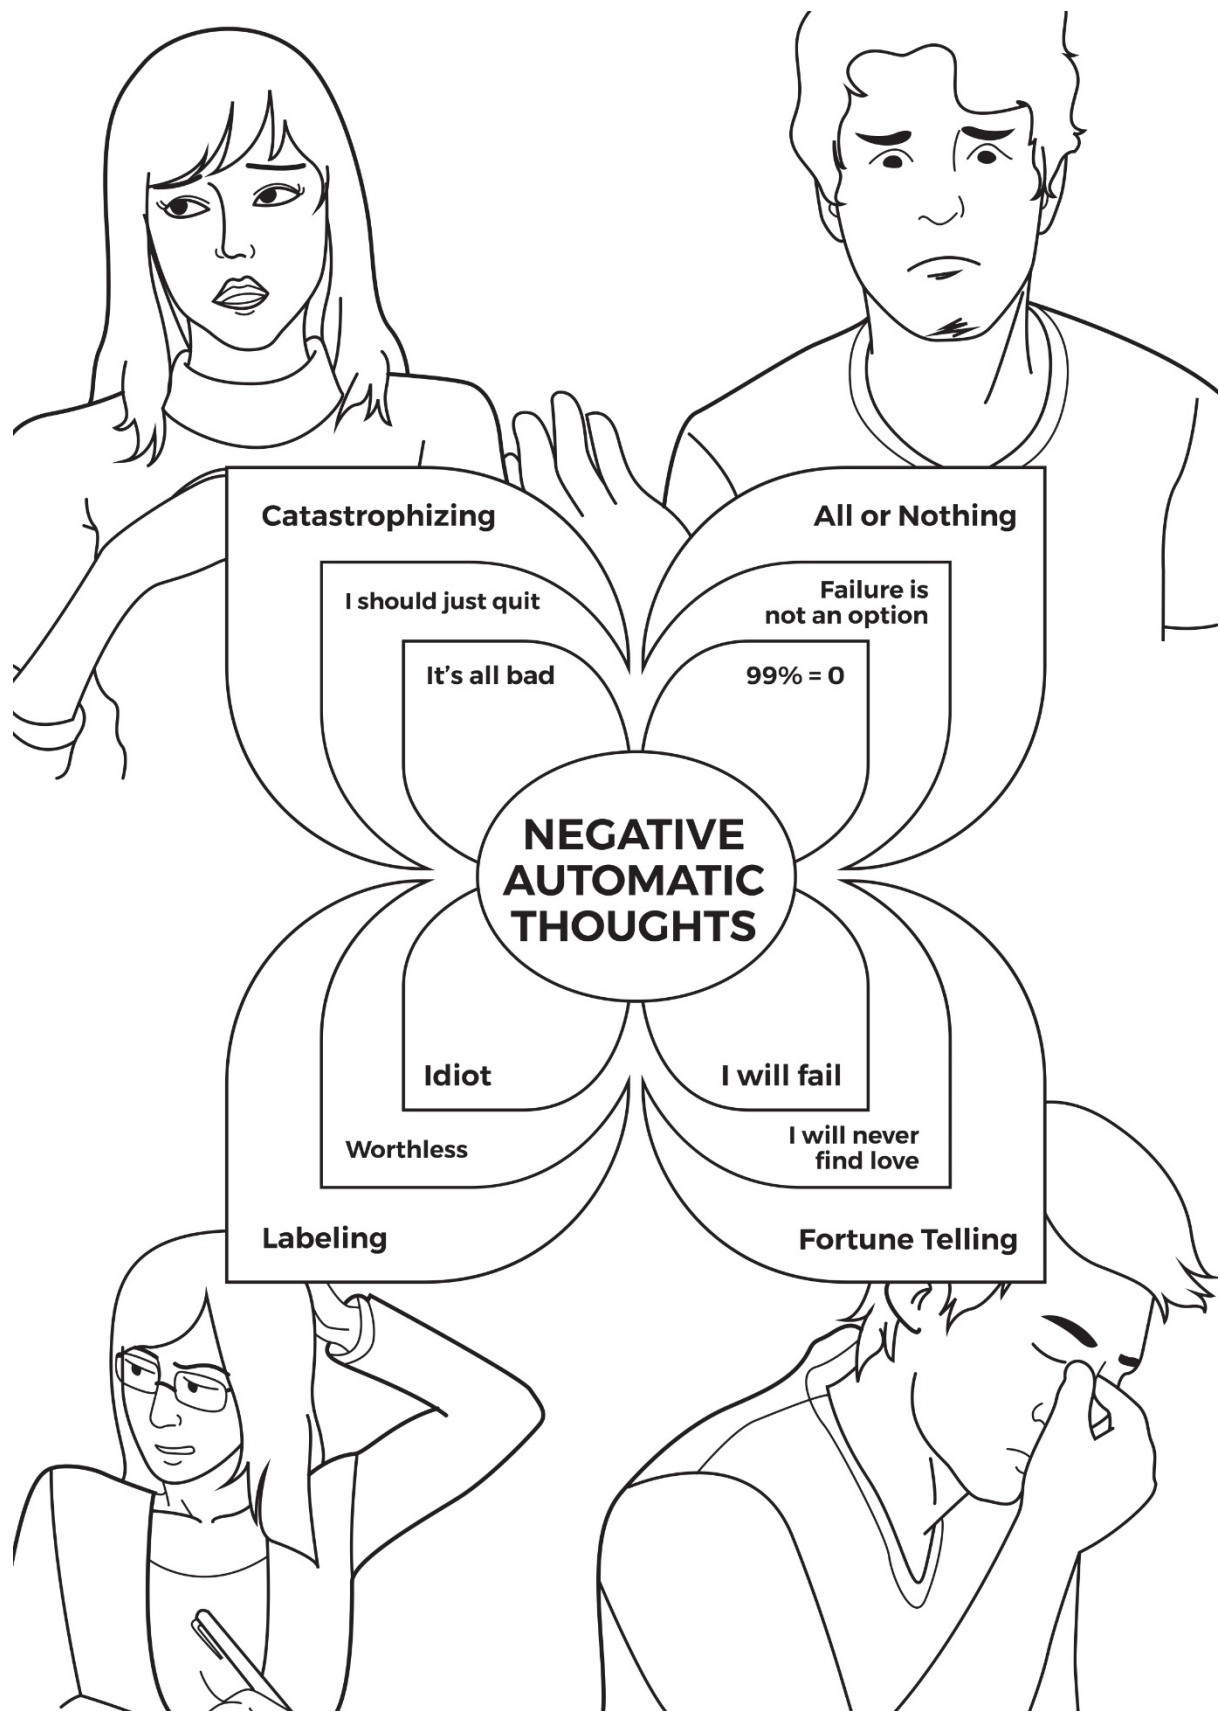 Catastrophizing
I should just quit
It's all bad
All or Nothing
Failure is
not an option
99% = 0
NEGATIVE
AUTOMATIC
THOUGHTS
Idiot
Worthless
Labeling
I will fail
I will never
find love
Fortune Telling